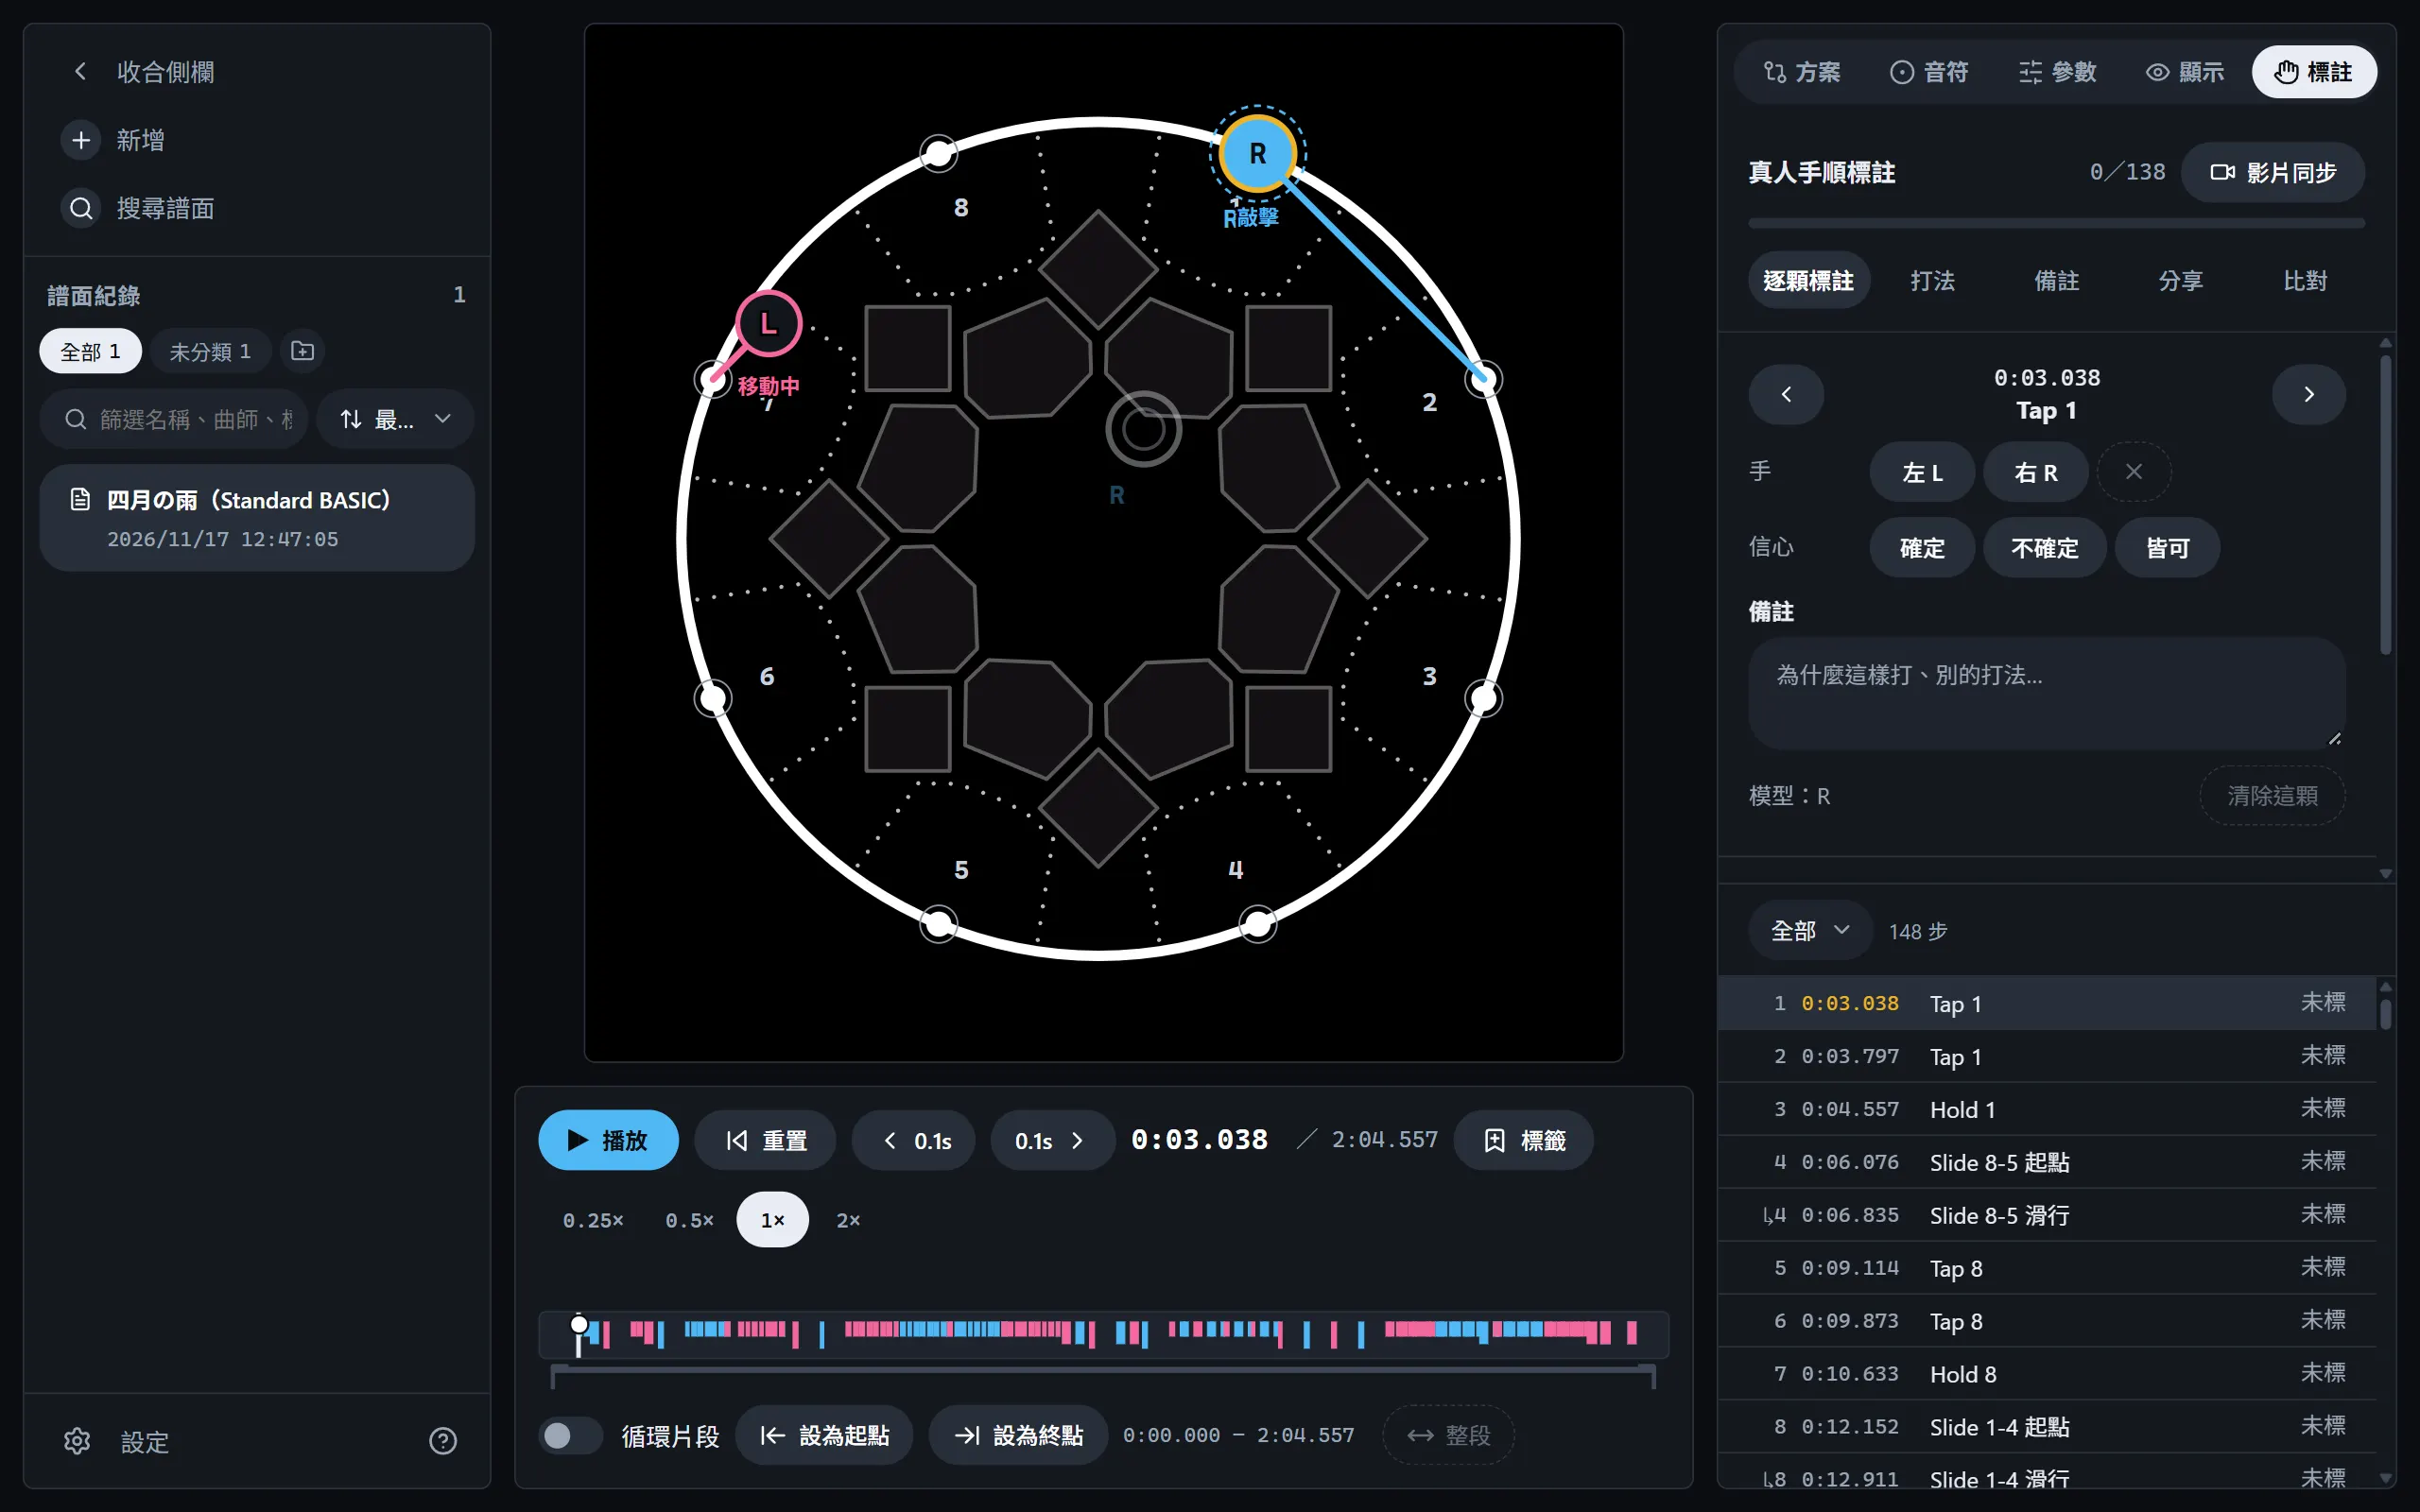 收合側欄
新增
搜尋譜面
譜面紀錄 1
全部 1
未分類 1
篩選名稱、曲師、
最...
四月の雨（Standard BASIC）
2026/11/17 12:47:05
設定
8
R
R敲擊
L
移動中
7
2
R
6
3
5
4
播放
重置
0.1s
0.1s
0:03.038 ／ 2:04.557
標籤
0.25×
0.5×
1×
2×
循環片段
設為起點
設為終點
0:00.000 – 2:04.557
整段
方案
音符
參數
顯示
標註
真人手順標註
0／138
影片同步
逐顆標註
打法
備註
分享
比對
0:03.038
Tap 1
手
左 L
右 R
信心
確定
不確定
皆可
備註
為什麼這樣打、別的打法...
模型：R
清除這顆
全部
148 步
1 0:03.038 Tap 1 未標
2 0:03.797 Tap 1 未標
3 0:04.557 Hold 1 未標
4 0:06.076 Slide 8-5 起點 未標
↳4 0:06.835 Slide 8-5 滑行 未標
5 0:09.114 Tap 8 未標
6 0:09.873 Tap 8 未標
7 0:10.633 Hold 8 未標
8 0:12.152 Slide 1-4 起點 未標
↳8 0:12.911 Slide 1-4 滑行 未標